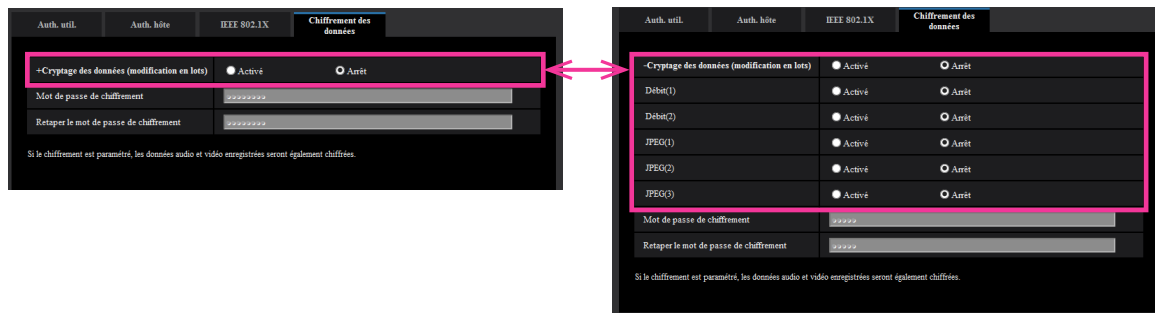 Auth. util. Auth. hôte IEEE 802.1X Chiffrement des
données
+Cryptage des données (modification en lots) Activé Arrêt
Mot de passe de chiffrement
Retaper le mot de passe de chiffrement
Si le chiffrement est paramétré, les données audio et vidéo enregistrées seront également chiffrées.
Auth. util. Auth. hôte IEEE 802.1X Chiffrement des
données
-Cryptage des données (modification en lots) Activé Arrêt
Débit(1) Activé Arrêt
Débit(2) Activé Arrêt
JPEG(1) Activé Arrêt
JPEG(2) Activé Arrêt
JPEG(3) Activé Arrêt
Mot de passe de chiffrement
Retaper le mot de passe de chiffrement
Si le chiffrement est paramétré, les données audio et vidéo enregistrées seront également chiffrées.